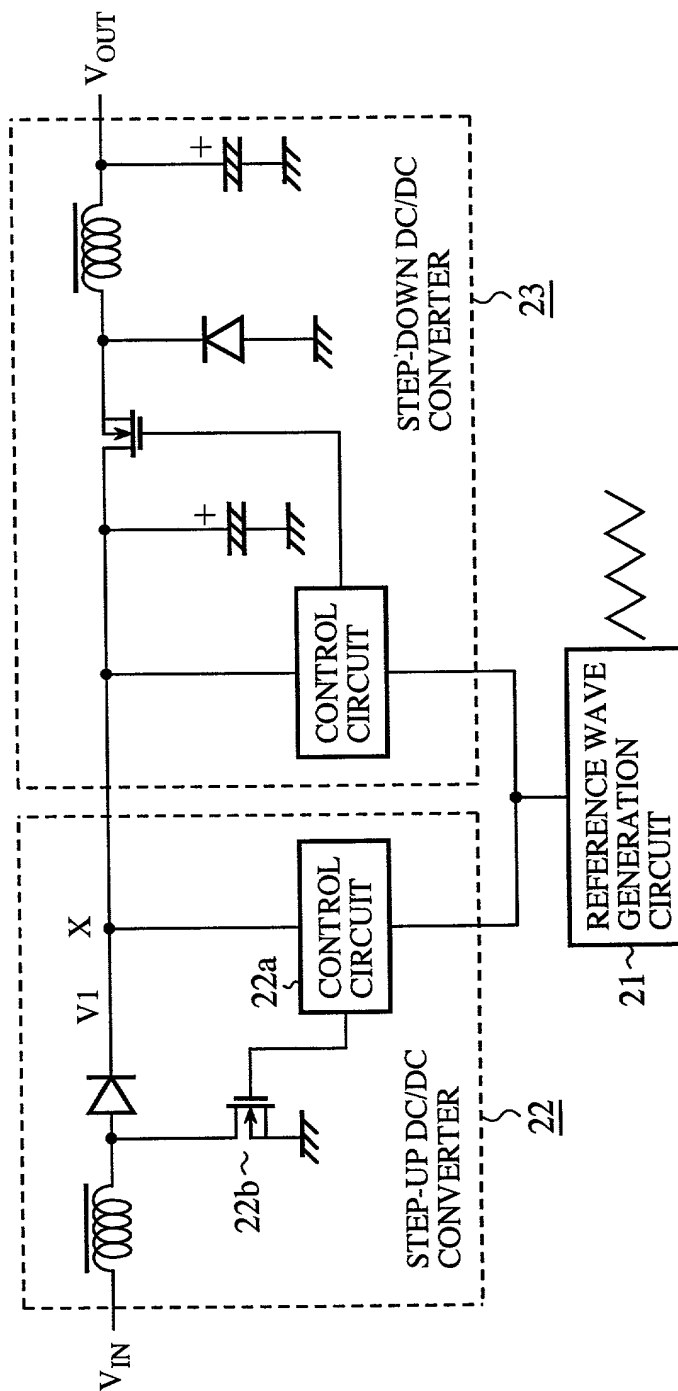 V_IN
V1
X
V_OUT
+
+
22b
22a
CONTROL
CIRCUIT
CONTROL
CIRCUIT
STEP-UP DC/DC
CONVERTER
22
STEP-DOWN DC/DC
CONVERTER
23
21
REFERENCE WAVE
GENERATION
CIRCUIT